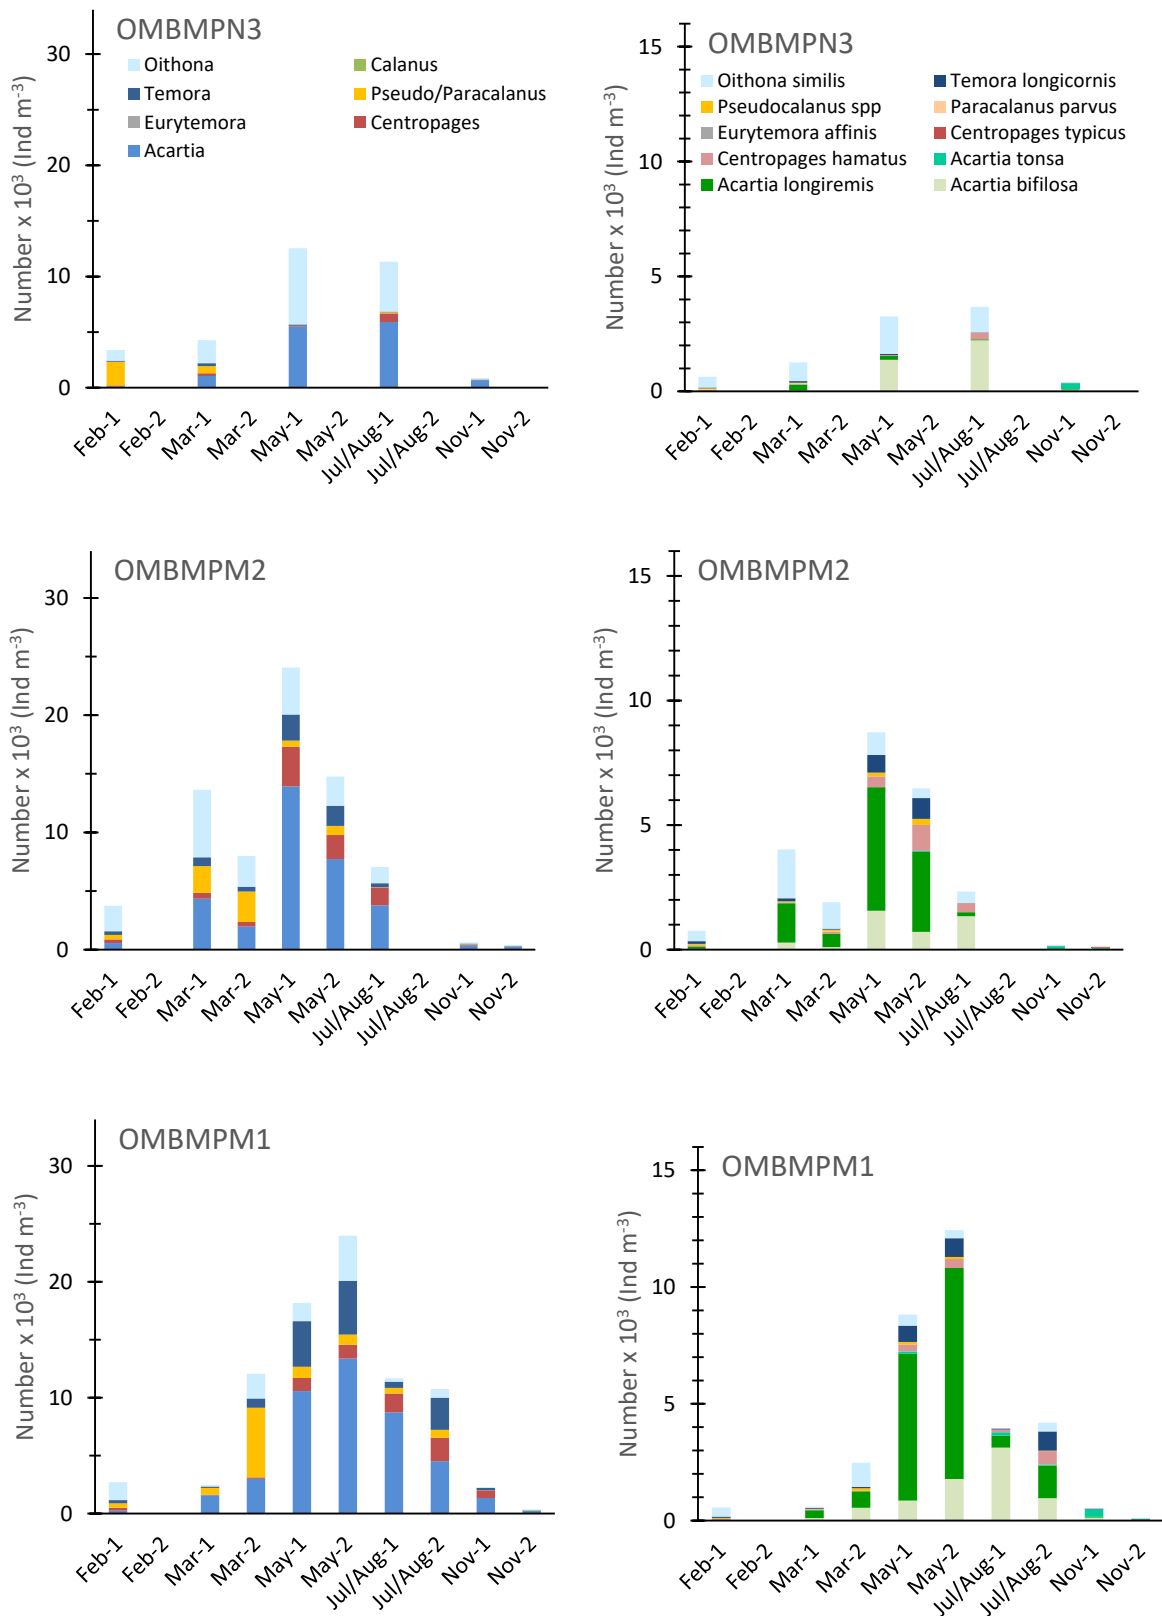 OMBMPN3
30
20
10
0
Number x 10³ (Ind m⁻³)
Oithona
Calanus
Temora
Pseudo/Paracalanus
Eurytemora
Centropages
Acartia
Feb-1
Feb-2
Mar-1
Mar-2
May-1
May-2
Jul/Aug-1
Jul/Aug-2
Nov-1
Nov-2
OMBMPN3
15
10
5
0
Number x 10³ (Ind m⁻³)
Oithona similis
Temora longicornis
Pseudocalanus spp
Paracalanus parvus
Eurytemora affinis
Centropages typicus
Centropages hamatus
Acartia tonsa
Acartia longiremis
Acartia bifilosa
Feb-1
Feb-2
Mar-1
Mar-2
May-1
May-2
Jul/Aug-1
Jul/Aug-2
Nov-1
Nov-2
OMBMPM2
30
20
10
0
Number x 10³ (Ind m⁻³)
Feb-1
Feb-2
Mar-1
Mar-2
May-1
May-2
Jul/Aug-1
Jul/Aug-2
Nov-1
Nov-2
OMBMPM2
15
10
5
0
Number x 10³ (Ind m⁻³)
Feb-1
Feb-2
Mar-1
Mar-2
May-1
May-2
Jul/Aug-1
Jul/Aug-2
Nov-1
Nov-2
OMBMPM1
30
20
10
0
Number x 10³ (Ind m⁻³)
Feb-1
Feb-2
Mar-1
Mar-2
May-1
May-2
Jul/Aug-1
Jul/Aug-2
Nov-1
Nov-2
OMBMPM1
15
10
5
0
Number x 10³ (Ind m⁻³)
Feb-1
Feb-2
Mar-1
Mar-2
May-1
May-2
Jul/Aug-1
Jul/Aug-2
Nov-1
Nov-2